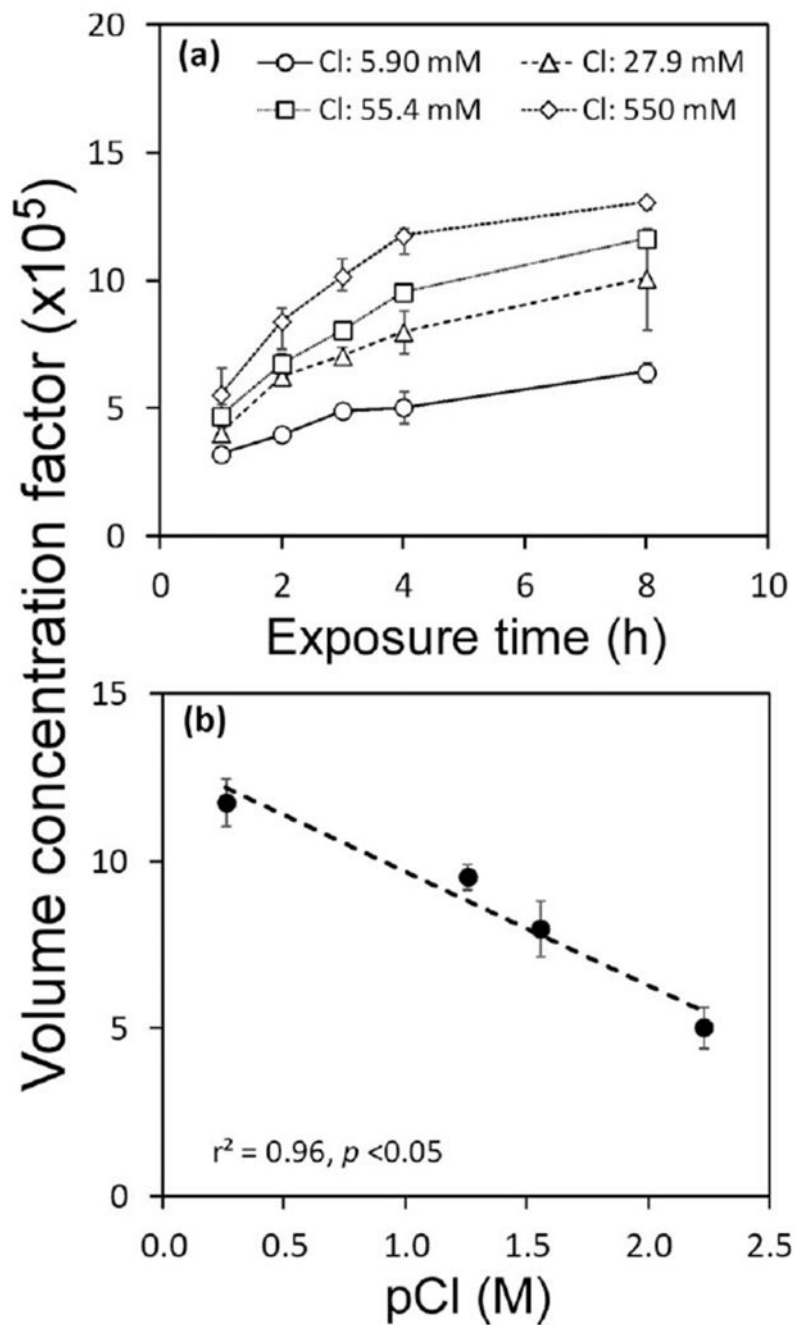 Volume concentration factor (x10⁵)
(a)
Cl: 5.90 mM
Cl: 27.9 mM
Cl: 55.4 mM
Cl: 550 mM
20
15
10
5
0
0 2 4 6 8 10
Exposure time (h)
(b)
15
10
5
0
r² = 0.96, p <0.05
0.0 0.5 1.0 1.5 2.0 2.5
pCl (M)